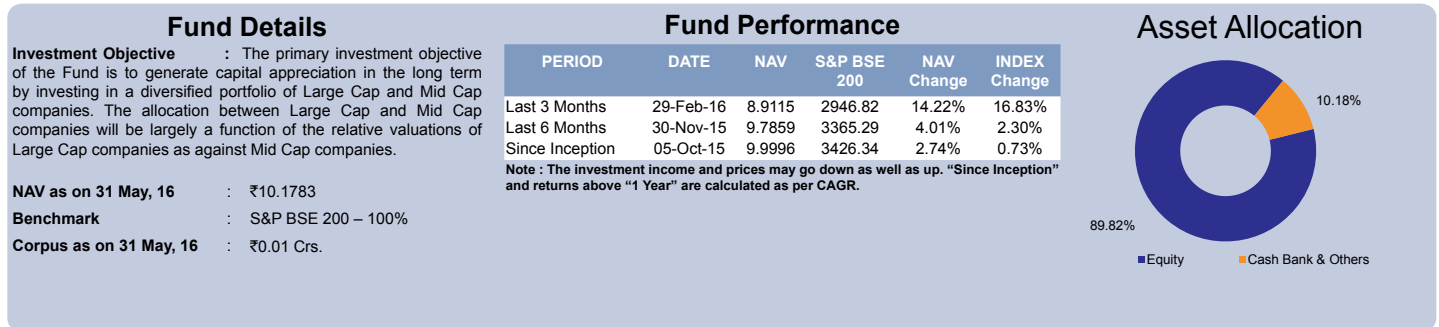 Fund Details
Investment Objective : The primary investment objective
of the Fund is to generate capital appreciation in the long term
by investing in a diversified portfolio of Large Cap and Mid Cap
companies. The allocation between Large Cap and Mid Cap
companies will be largely a function of the relative valuations of
Large Cap companies as against Mid Cap companies.
NAV as on 31 May, 16 : ₹10.1783
Benchmark : S&P BSE 200 – 100%
Corpus as on 31 May, 16 : ₹0.01 Crs.
Fund Performance
PERIOD DATE NAV S&P BSE 200 NAV Change INDEX Change
Last 3 Months 29-Feb-16 8.9115 2946.82 14.22% 16.83%
Last 6 Months 30-Nov-15 9.7859 3365.29 4.01% 2.30%
Since Inception 05-Oct-15 9.9996 3426.34 2.74% 0.73%
Note : The investment income and prices may go down as well as up. “Since Inception”
and returns above “1 Year” are calculated as per CAGR.
Asset Allocation
10.18%
89.82%
Equity Cash Bank & Others